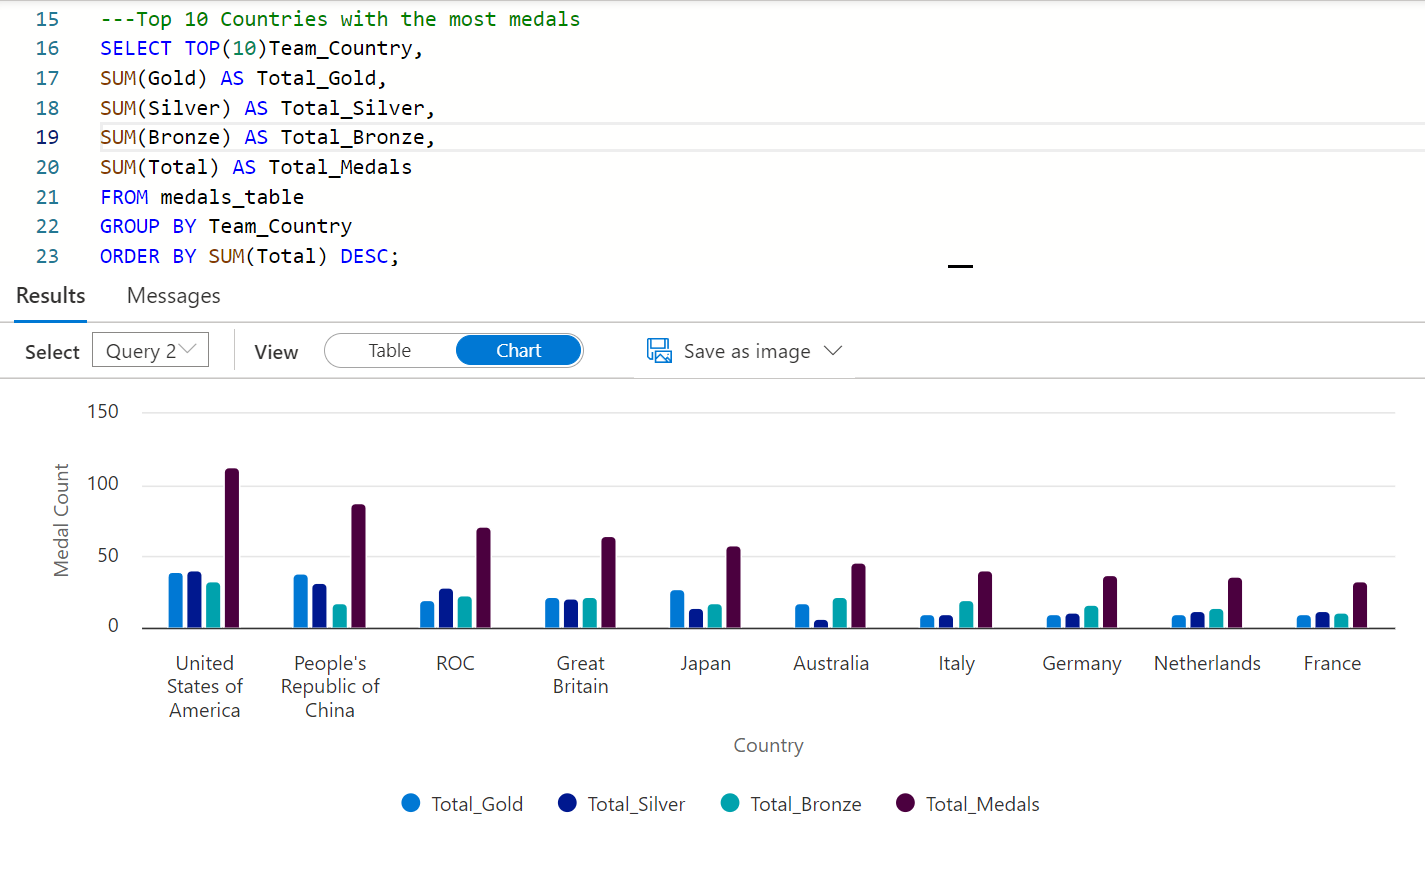 15 ---Top 10 Countries with the most medals
16 SELECT TOP(10)Team_Country,
17 SUM(Gold) AS Total_Gold,
18 SUM(Silver) AS Total_Silver,
19 SUM(Bronze) AS Total_Bronze,
20 SUM(Total) AS Total_Medals
21 FROM medals_table
22 GROUP BY Team_Country
23 ORDER BY SUM(Total) DESC;
Results Messages
Select Query 2 View Table Chart Save as image
150
100
50
0
Medal Count
United States of America
People's Republic of China
ROC
Great Britain
Japan
Australia
Italy
Germany
Netherlands
France
Country
Total_Gold Total_Silver Total_Bronze Total_Medals